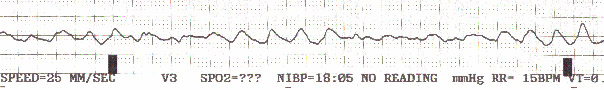 SPEED=25 MM/SEC V3 SPO2=??? NIBP=18:05 NO READING mmHg RR= 15BPM VT=0.